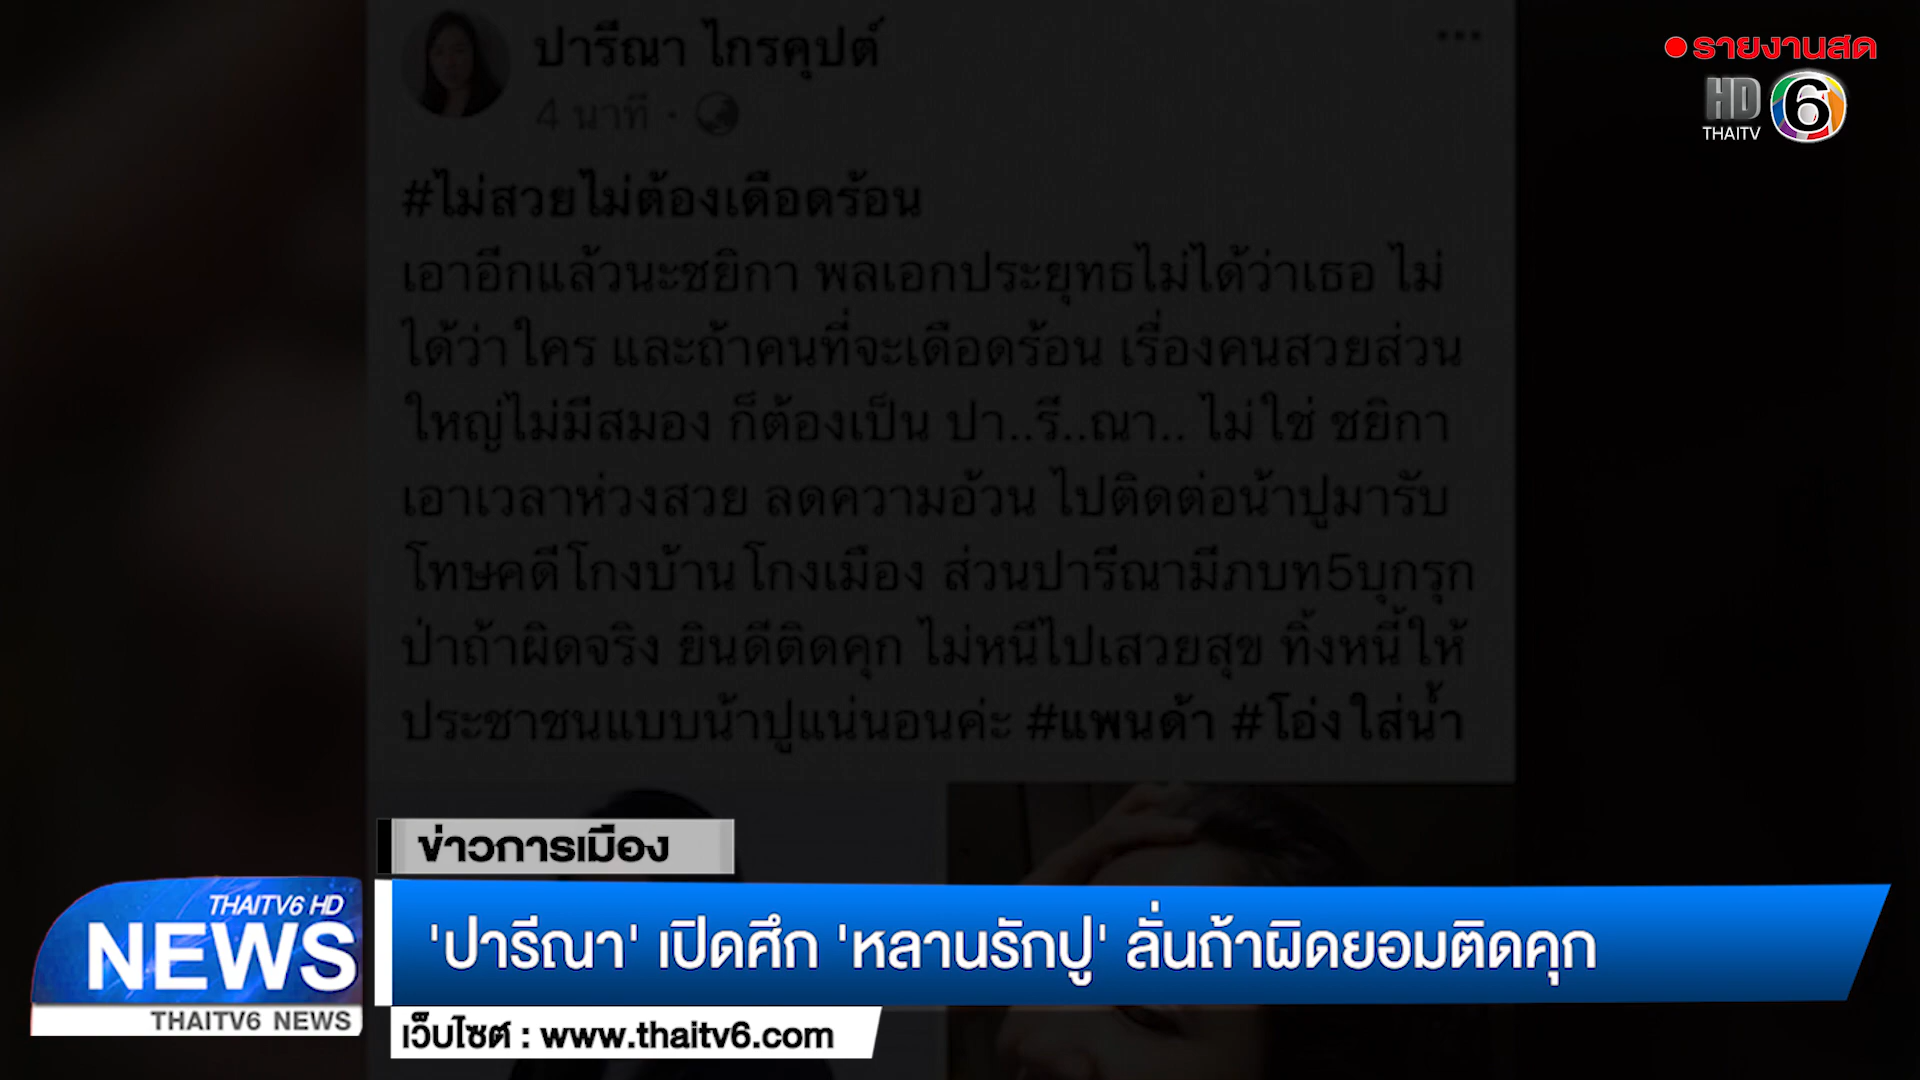 ปารีณา ไกรคุปต์
4 นาที ·
#ไม่สวยไม่ต้องเดือดร้อน
เอาอีกแล้วนะชยิกา พลเอกประยุทธไม่ได้ว่าเธอ ไม่
ได้ว่าใคร และถ้าคนที่จะเดือดร้อน เรื่องคนสวยส่วน
ใหญ่ไม่มีสมอง ก็ต้องเป็น ปา..รี..ณา.. ไม่ใช่ ชยิกา
เอาเวลาห่วงสวย ลดความอ้วน ไปติดต่อน้าปูมารับ
โทษคดีโกงบ้านโกงเมือง ส่วนปารีณามีภบท5บุกรุก
ป่าถ้าผิดจริง ยินดีติดคุก ไม่หนีไปเสวยสุข ทิ้งหนี้ให้
ประชาชนแบบน้าปูแน่นอนค่ะ #แพนด้า #โอ่งใส่น้ำ
รายงานสด
HD 6
THAITV
ข่าวการเมือง
THAITV6 HD
NEWS
THAITV6 NEWS
'ปารีณา' เปิดศึก 'หลานรักปู' ลั่นถ้าผิดยอมติดคุก
เว็บไซต์ : www.thaitv6.com